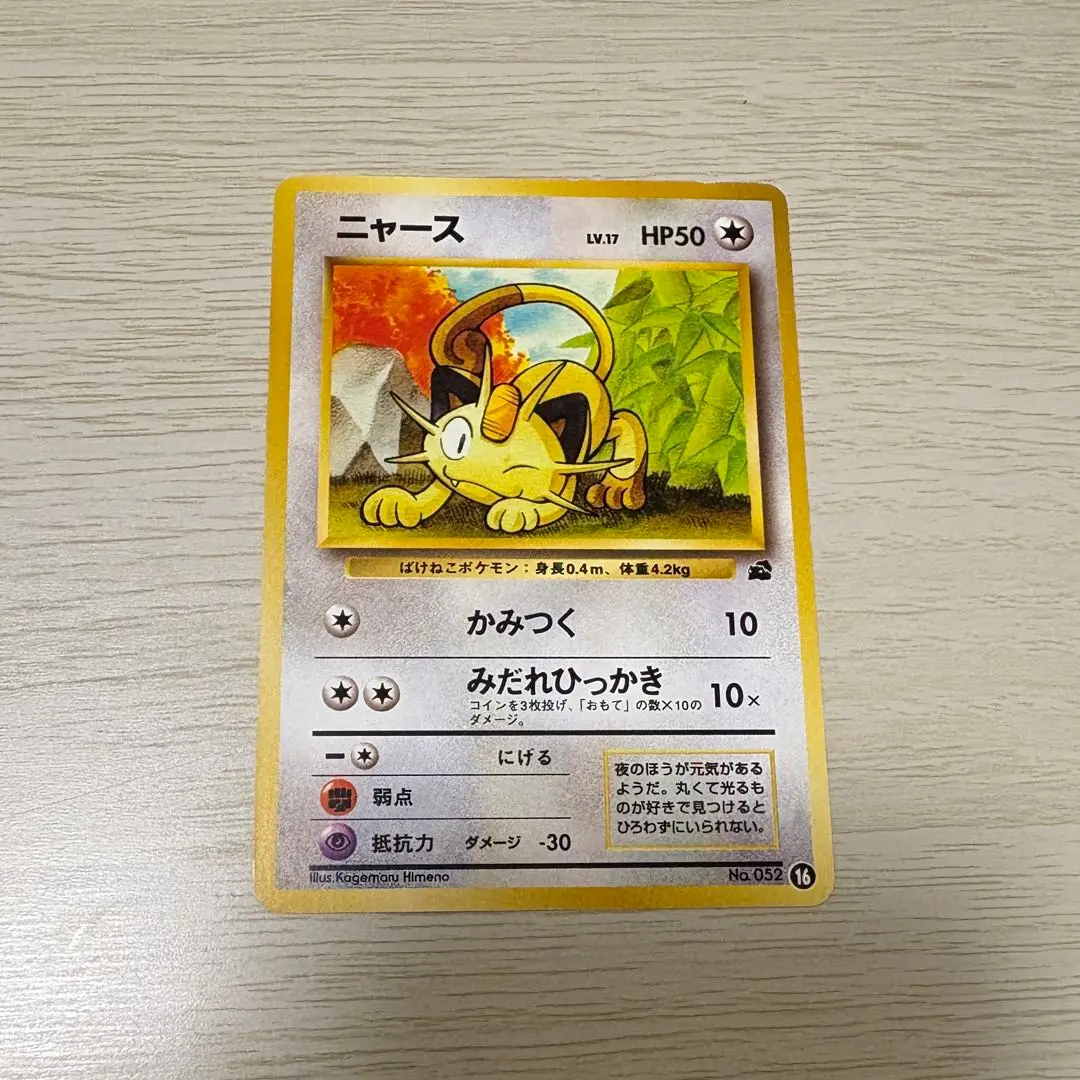 ニャース LV.17 HP50
ばけねこポケモン：身長0.4m、体重4.2kg
かみつく 10
みだれひっかき 10×
コインを3枚投げ、「おもて」の数×10の
ダメージ。
にげる
弱点
抵抗力 ダメージ -30
夜のほうが元気がある
ようだ。丸くて光るも
のが好きで見つけると
ひろわずにいられない。
Illus.Kagemaru Himeno
No.052 16